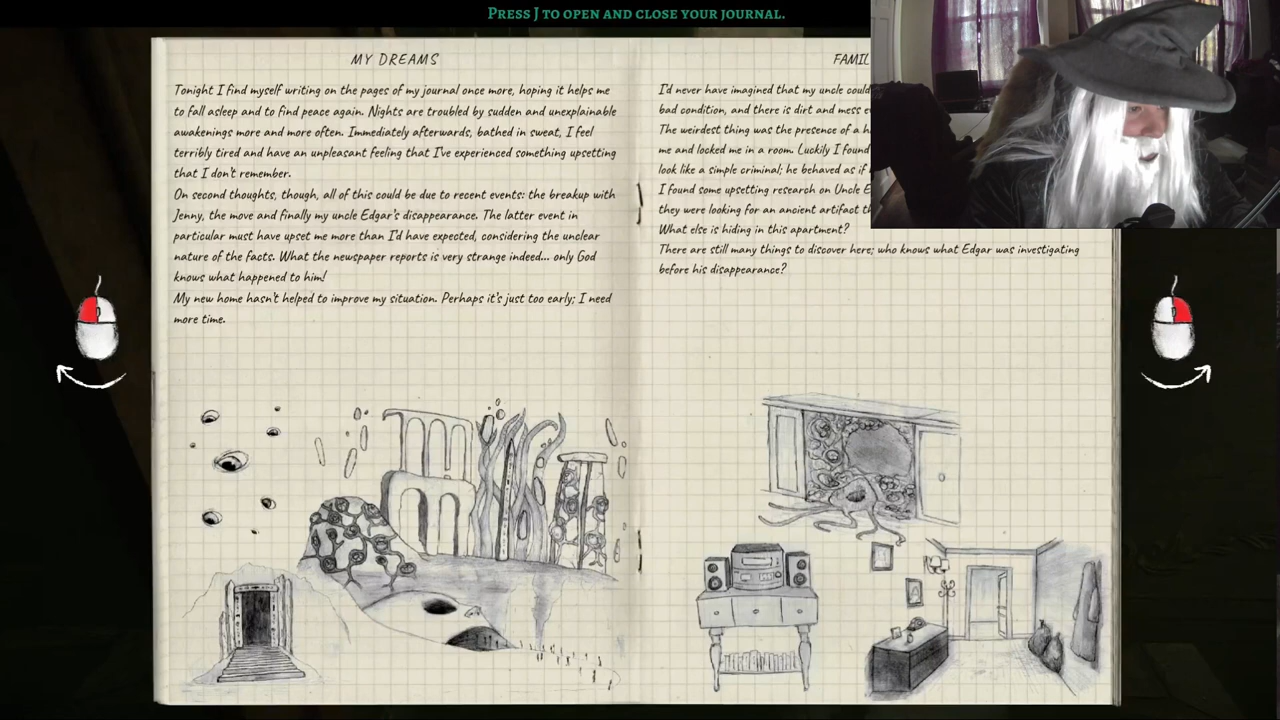 PRESS J TO OPEN AND CLOSE YOUR JOURNAL.
MY DREAMS
Tonight I find myself writing on the pages of my journal once more, hoping it helps me
to fall asleep and to find peace again. Nights are troubled by sudden and unexplainable
awakenings more and more often. Immediately afterwards, bathed in sweat, I feel
terribly tired and have an unpleasant feeling that I've experienced something upsetting
that I don't remember.
On second thoughts, though, all of this could be due to recent events: the breakup with
Jenny, the move and finally my uncle Edgar's disappearance. The latter event in
particular must have upset me more than I'd have expected, considering the unclear
nature of the facts. What the newspaper reports is very strange indeed... only God
knows what happened to him!
My new home hasn't helped to improve my situation. Perhaps it's just too early; I need
more time.
I'd never have imagined that my uncle could
bad condition, and there is dirt and mess
The weirdest thing was the presence of a
me and locked me in a room. Luckily I found
look like a simple criminal; he behaved as if
I found some upsetting research on Uncle
they were looking for an ancient artifact
What else is hiding in this apartment?
There are still many things to discover here; who knows what Edgar was investigating
before his disappearance?